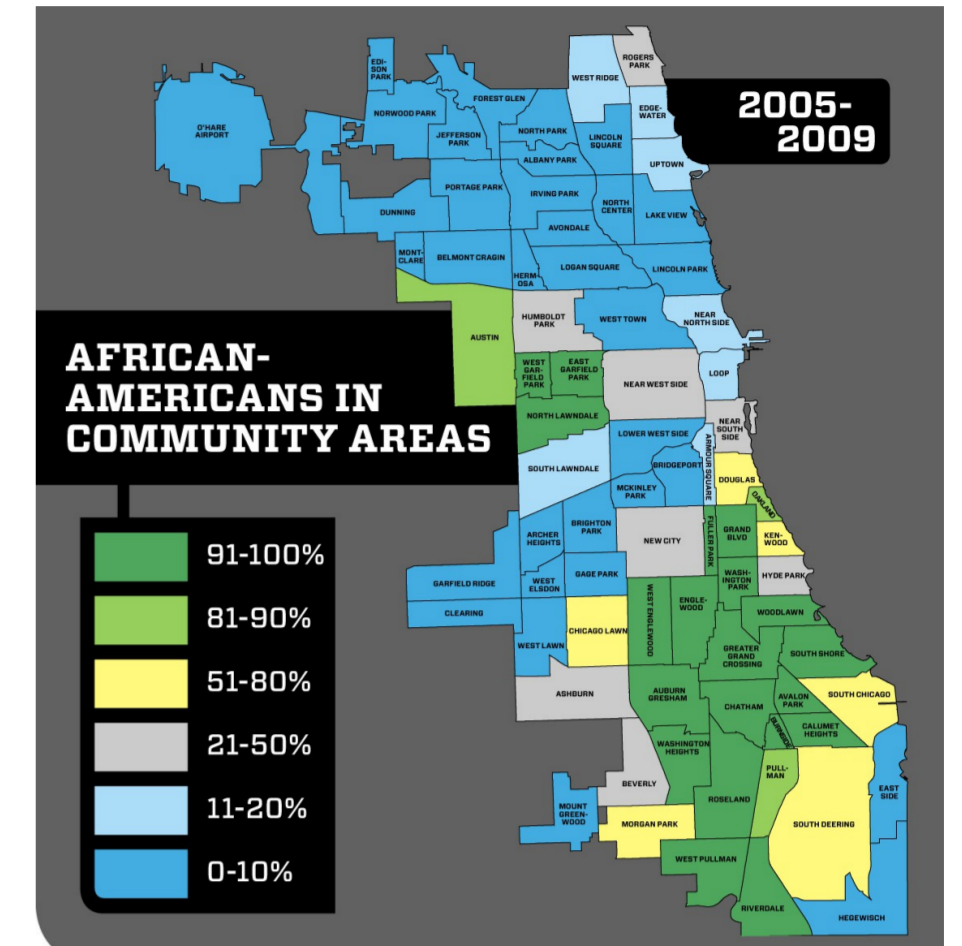 2005-
2009
AFRICAN-
AMERICANS IN
COMMUNITY AREAS
91-100%
81-90%
51-80%
21-50%
11-20%
0-10%
O'HARE
AIRPORT
EDI-
SON
PARK
NORWOOD PARK
JEFFERSON
PARK
FOREST GLEN
NORTH PARK
ALBANY PARK
WEST RIDGE
ROGERS
PARK
EDGE-
WATER
LINCOLN
SQUARE
UPTOWN
PORTAGE PARK
IRVING PARK
DUNNING
NORTH
CENTER
LAKE VIEW
AVONDALE
MONT-
CLARE
BELMONT CRAGIN
HERM-
OSA
LOGAN SQUARE
LINCOLN PARK
AUSTIN
HUMBOLDT
PARK
WEST TOWN
NEAR
NORTH SIDE
WEST
GAR-
FIELD
PARK
EAST
GARFIELD
PARK
NEAR WEST SIDE
LOOP
NORTH LAWNDALE
LOWER WEST SIDE
NEAR
SOUTH
SIDE
SOUTH LAWNDALE
BRIDGEPORT
ARMOUR SQUARE
MCKINLEY
PARK
DOUGLAS
OAKLAND
ARCHER
HEIGHTS
BRIGHTON
PARK
NEW CITY
FULLER PARK
GRAND
BLVD
KEN-
WOOD
GARFIELD RIDGE
WEST
ELSDON
GAGE PARK
WASH-
INGTON
PARK
HYDE PARK
CLEARING
WEST LAWN
CHICAGO LAWN
WEST ENGLEWOOD
ENGLE-
WOOD
WOODLAWN
GREATER
GRAND
CROSSING
SOUTH SHORE
ASHBURN
AUBURN
GRESHAM
CHATHAM
AVALON
PARK
SOUTH CHICAGO
BURNSIDE
CALUMET
HEIGHTS
WASHINGTON
HEIGHTS
BEVERLY
PULL-
MAN
ROSELAND
EAST
SIDE
MOUNT
GREEN-
WOOD
MORGAN PARK
SOUTH DEERING
WEST PULLMAN
RIVERDALE
HEGEWISCH